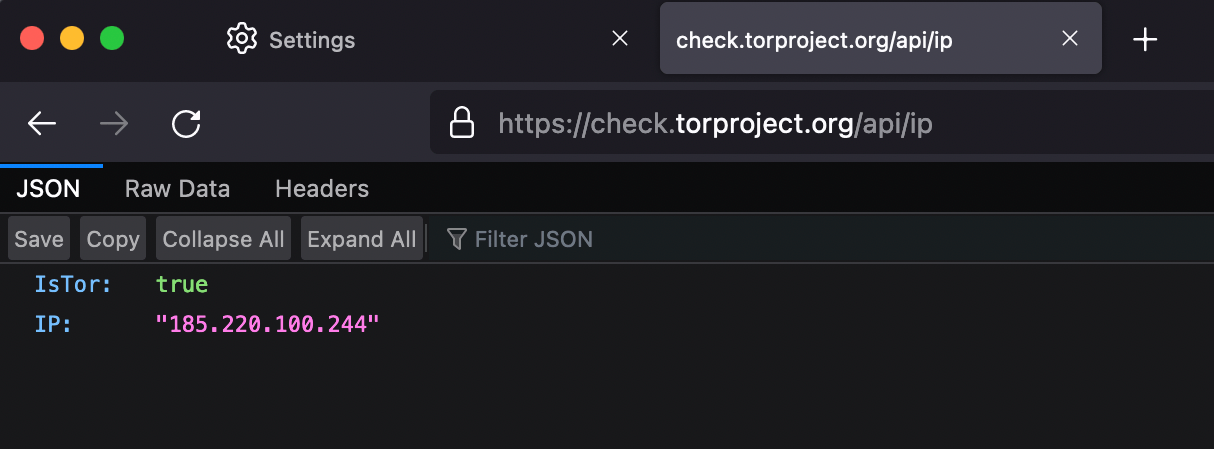 Settings
check.torproject.org/api/ip
https://check.torproject.org/api/ip
JSON Raw Data Headers
Save Copy Collapse All Expand All Filter JSON
IsTor: true
IP: "185.220.100.244"